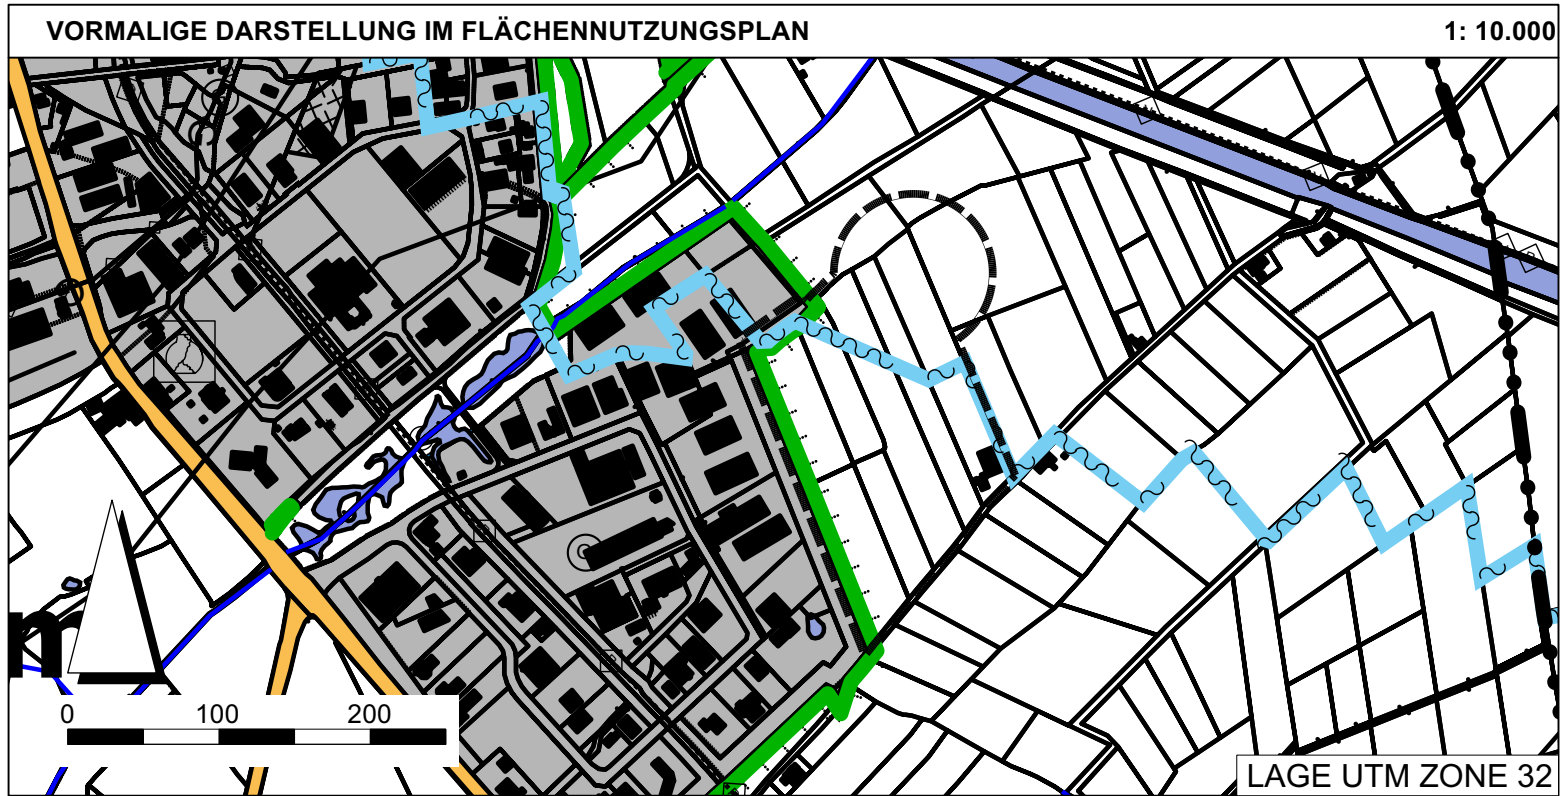 VORMALIGE DARSTELLUNG IM FLÄCHENNUTZUNGSPLAN 1: 10.000
m
0 100 200
LAGE UTM ZONE 32